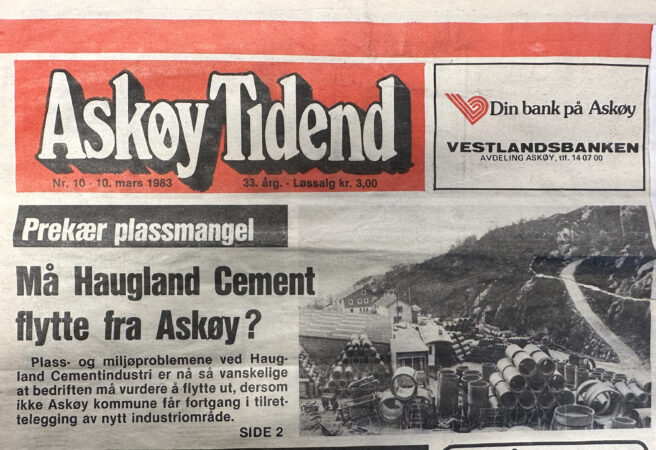 Askøy Tidend
Nr. 10 - 10. mars 1983 33. årg. - Løssalg kr. 3,00
Din bank på Askøy
VESTLANDSBANKEN
AVDELING ASKØY, tlf. 14 07 00
Prekær plassmangel
Må Haugland Cement
flytte fra Askøy?
Plass- og miljøproblemene ved Haug-
land Cementindustri er nå så vanskelige
at bedriften må vurdere å flytte ut, dersom
ikke Askøy kommune får fortgang i tilret-
telegging av nytt industriområde.
SIDE 2